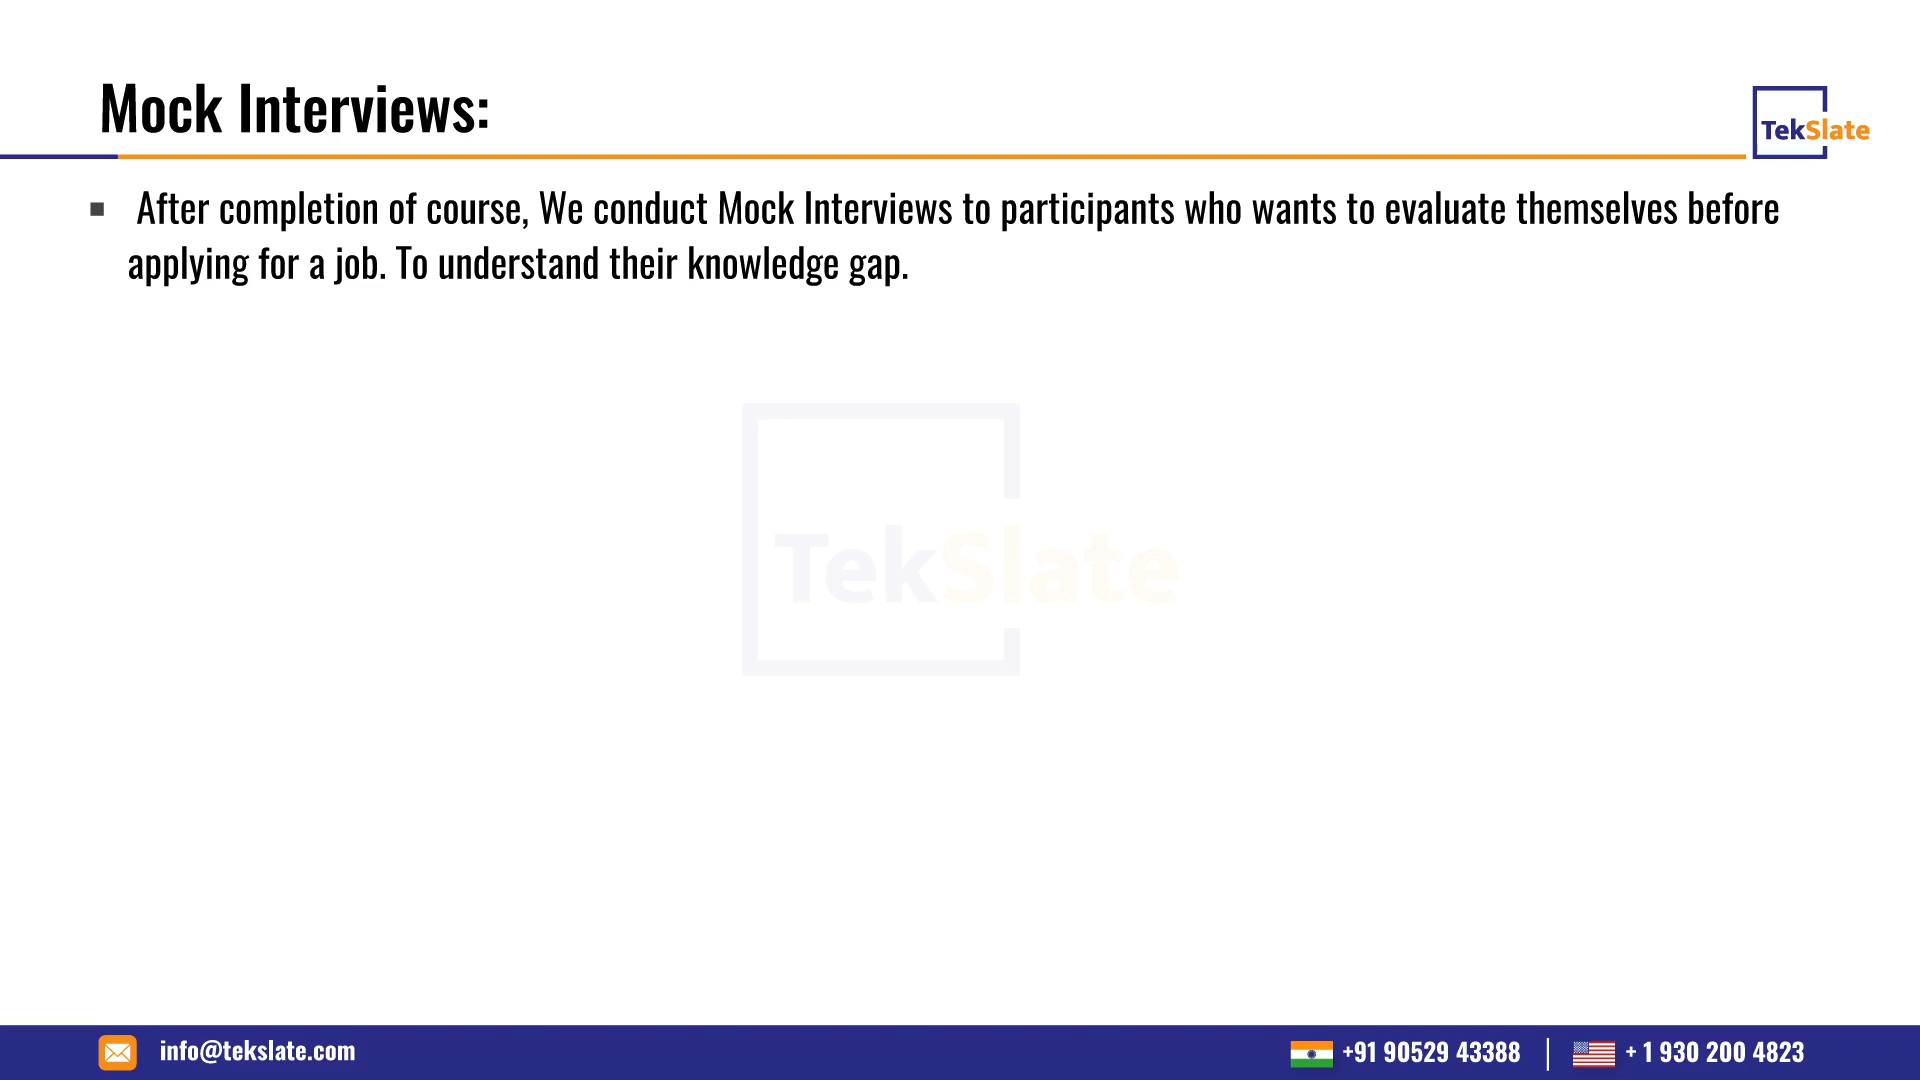 Mock Interviews:
TekSlate
▪ After completion of course, We conduct Mock Interviews to participants who wants to evaluate themselves before
applying for a job. To understand their knowledge gap.
TekSlate
info@tekslate.com
+91 90529 43388
+ 1 930 200 4823